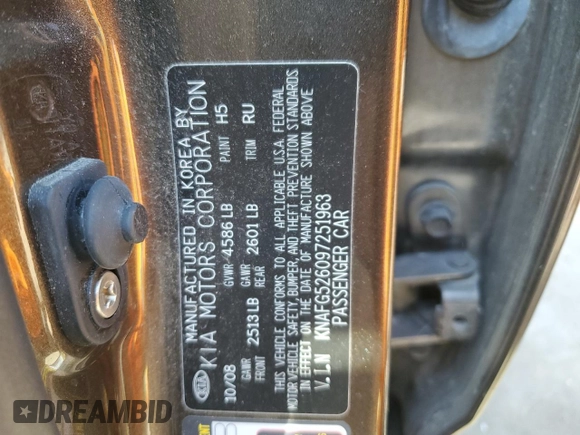 MANUFACTURED IN KOREA BY
KIA MOTORS CORPORATION
10/08 GVWR 4586 LB PAINT H5
GAWR FRONT 2513 LB GAWR REAR 2601 LB TRIM RU
THIS VEHICLE CONFORMS TO ALL APPLICABLE U.S.A. FEDERAL
MOTOR VEHICLE SAFETY, BUMPER, AND THEFT PREVENTION STANDARDS
IN EFFECT ON THE DATE OF MANUFACTURE SHOWN ABOVE
V.I.N KNAFG526097251963
PASSENGER CAR
KIA
DREAMBID